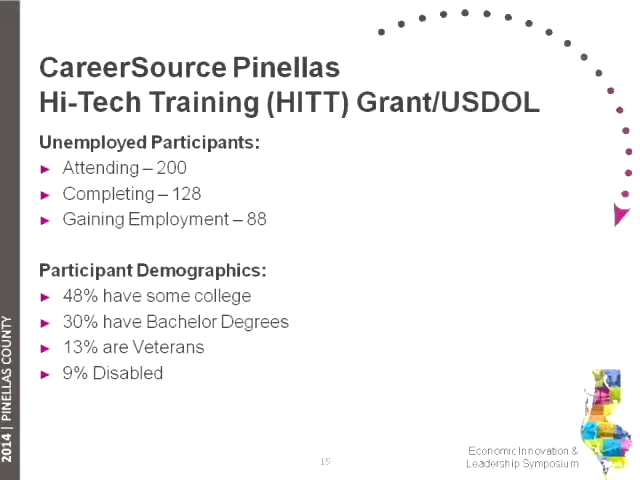 CareerSource Pinellas
Hi-Tech Training (HITT) Grant/USDOL
Unemployed Participants:
► Attending – 200
► Completing – 128
► Gaining Employment – 88
Participant Demographics:
► 48% have some college
► 30% have Bachelor Degrees
► 13% are Veterans
► 9% Disabled
2014 | PINELLAS COUNTY
15
Economic Innovation &
Leadership Symposium